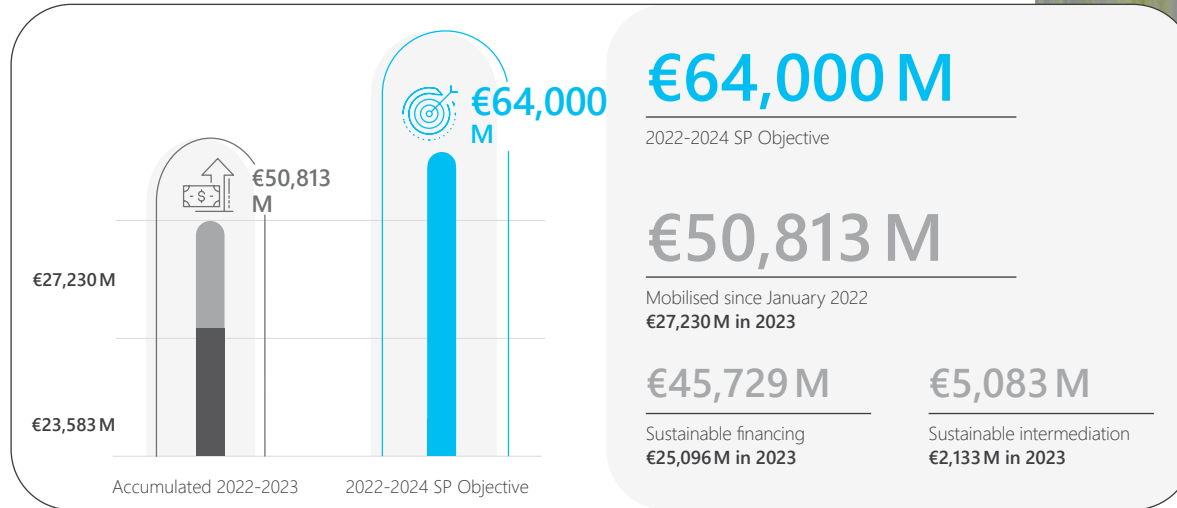 €64,000
M
€50,813
M
€27,230 M
€23,583 M
Accumulated 2022-2023
2022-2024 SP Objective
€64,000 M
2022-2024 SP Objective
€50,813 M
Mobilised since January 2022
€27,230 M in 2023
€45,729 M
Sustainable financing
€25,096 M in 2023
€5,083 M
Sustainable intermediation
€2,133 M in 2023